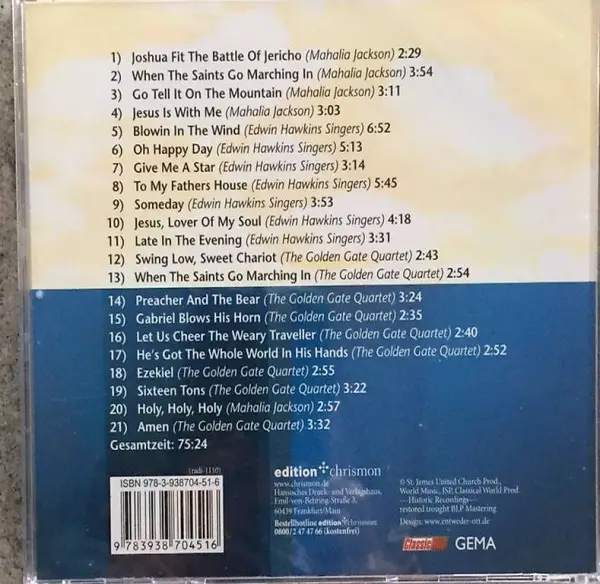 1) Joshua Fit The Battle Of Jericho (Mahalia Jackson) 2:29
2) When The Saints Go Marching In (Mahalia Jackson) 3:54
3) Go Tell It On The Mountain (Mahalia Jackson) 3:11
4) Jesus Is With Me (Mahalia Jackson) 3:03
5) Blowin In The Wind (Edwin Hawkins Singers) 6:52
6) Oh Happy Day (Edwin Hawkins Singers) 5:13
7) Give Me A Star (Edwin Hawkins Singers) 3:14
8) To My Fathers House (Edwin Hawkins Singers) 5:45
9) Someday (Edwin Hawkins Singers) 3:53
10) Jesus, Lover Of My Soul (Edwin Hawkins Singers) 4:18
11) Late In The Evening (Edwin Hawkins Singers) 3:31
12) Swing Low, Sweet Chariot (The Golden Gate Quartet) 2:43
13) When The Saints Go Marching In (The Golden Gate Quartet) 2:54
14) Preacher And The Bear (The Golden Gate Quartet) 3:24
15) Gabriel Blows His Horn (The Golden Gate Quartet) 2:35
16) Let Us Cheer The Weary Traveller (The Golden Gate Quartet) 2:40
17) He's Got The Whole World In His Hands (The Golden Gate Quartet) 2:52
18) Ezekiel (The Golden Gate Quartet) 2:55
19) Sixteen Tons (The Golden Gate Quartet) 3:22
20) Holy, Holy, Holy (Mahalia Jackson) 2:57
21) Amen (The Golden Gate Quartet) 3:32
Gesamtzeit: 75:24
(radi-1110)
ISBN 978-3-938704-51-6
9 783938 704516
edition chrismon
www.chrismon.de
Hansisches Druck- und Verlagshaus,
Emil-von-Behring-Straße 3,
60439 Frankfurt/Main
Bestellhotline edition chrismon:
0800/2 47 47 66 (kostenfrei)
© St. James United Church Prod.,
World Music, JSP, Classical World Prod.
—Historic Recordings—
restored trought BLP Mastering
Design: www.entweder-ott.de
GEMA